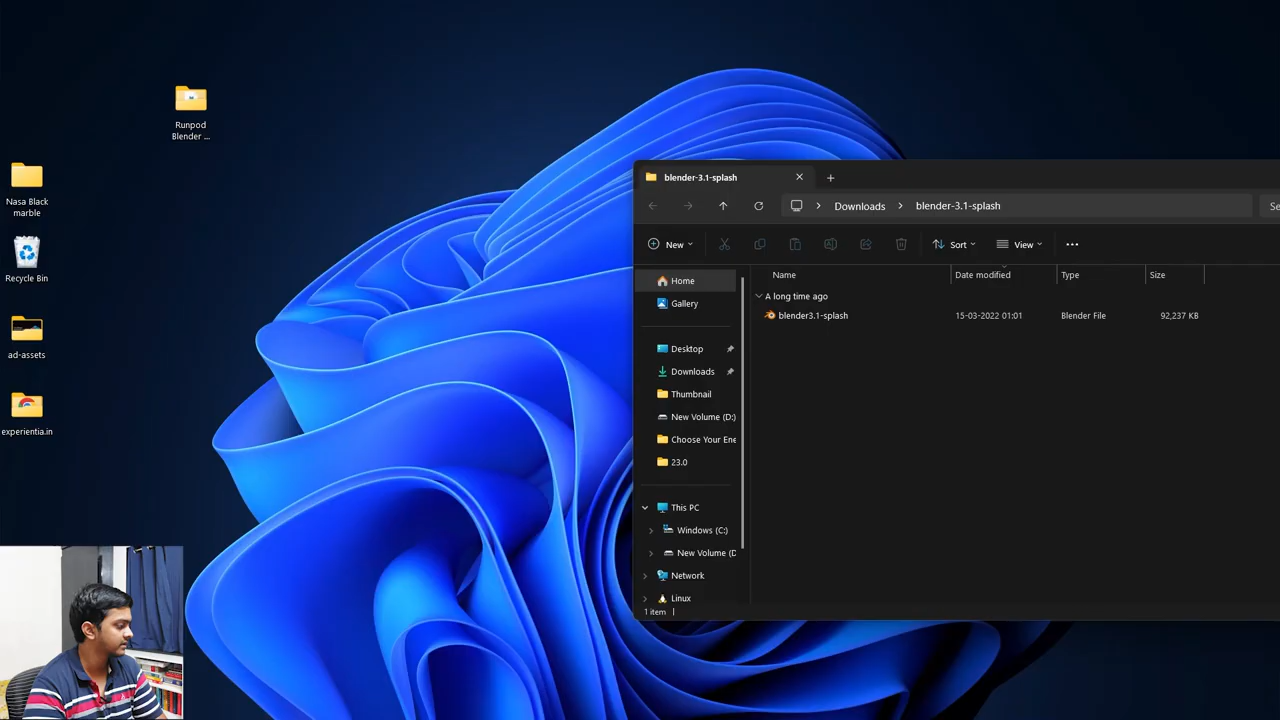 Runpod
Blender ...
Nasa Black
marble
Recycle Bin
ad-assets
experientia.in
blender-3.1-splash
Downloads
blender-3.1-splash
Se
New
Sort
View
Name
Date modified
Type
Size
Home
Gallery
A long time ago
blender3.1-splash
15-03-2022 01:01
Blender File
92,237 KB
Desktop
Downloads
Thumbnail
New Volume (D:)
Choose Your Ene
23.0
This PC
Windows (C:)
New Volume (D
Network
Linux
1 item